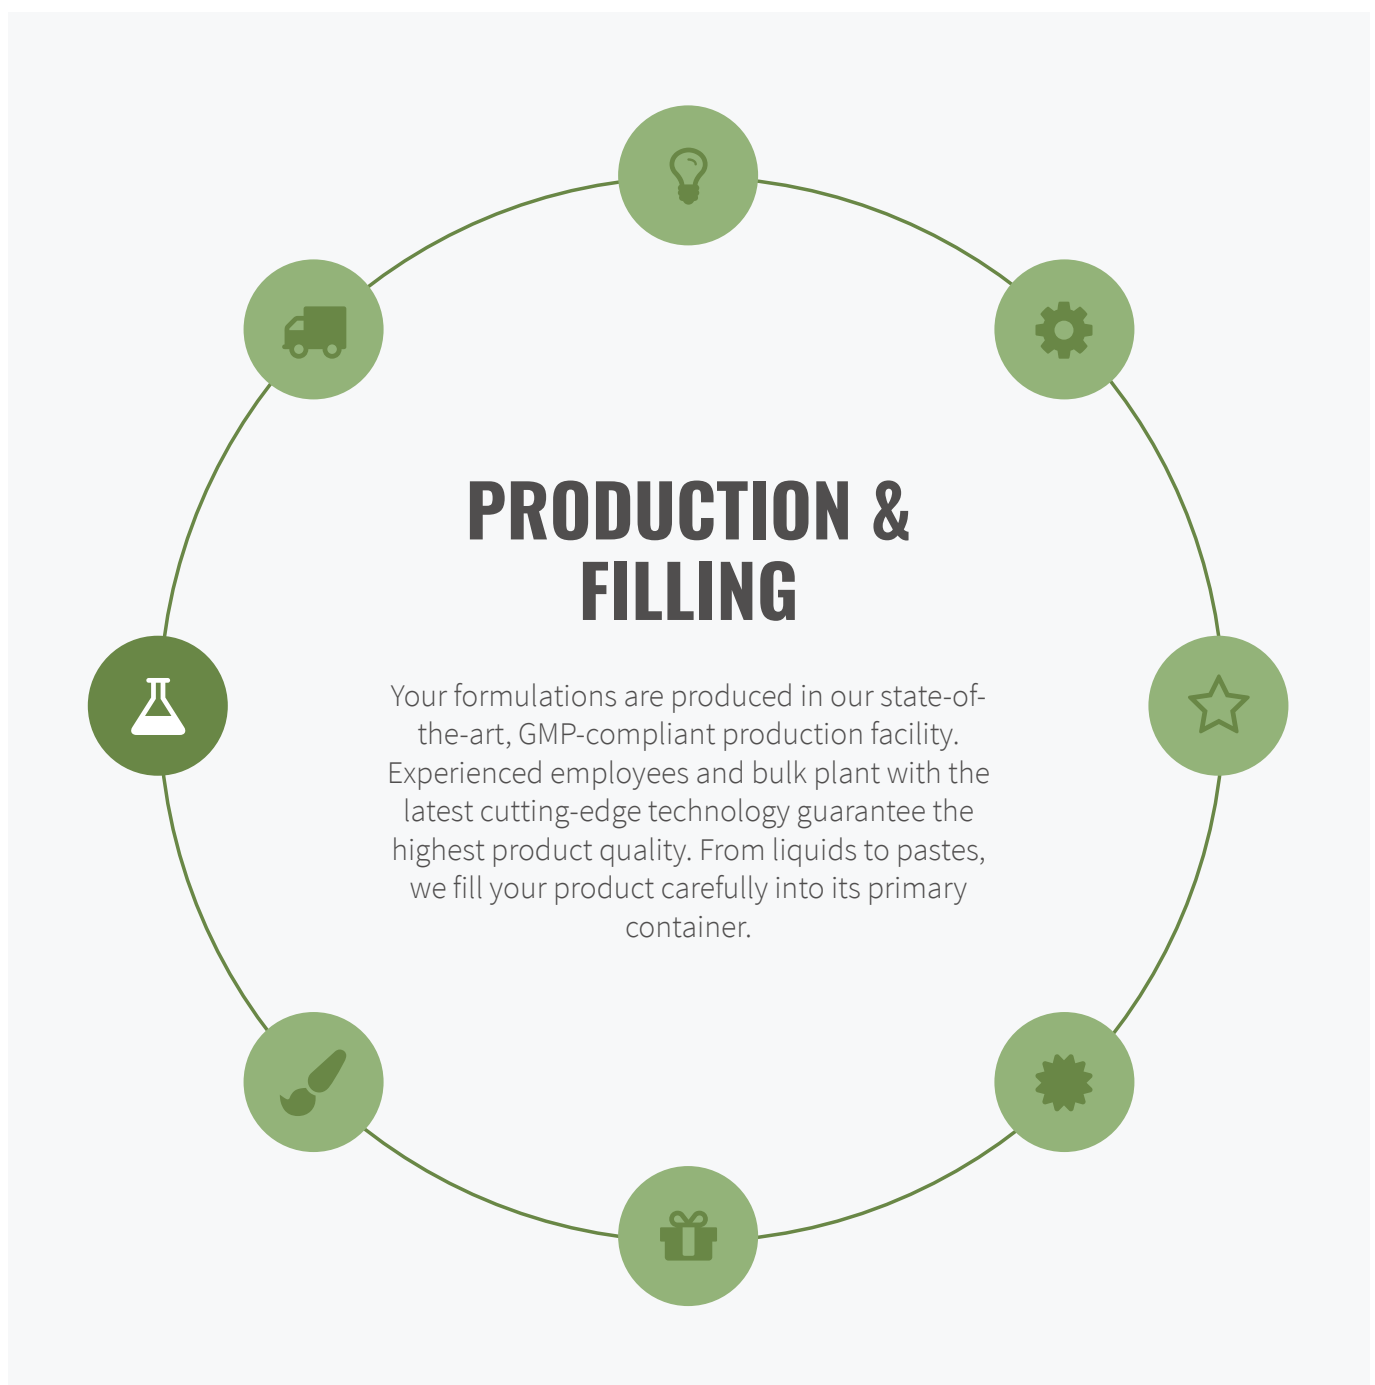 PRODUCTION &
FILLING
Your formulations are produced in our state-of-
the-art, GMP-compliant production facility.
Experienced employees and bulk plant with the
latest cutting-edge technology guarantee the
highest product quality. From liquids to pastes,
we fill your product carefully into its primary
container.